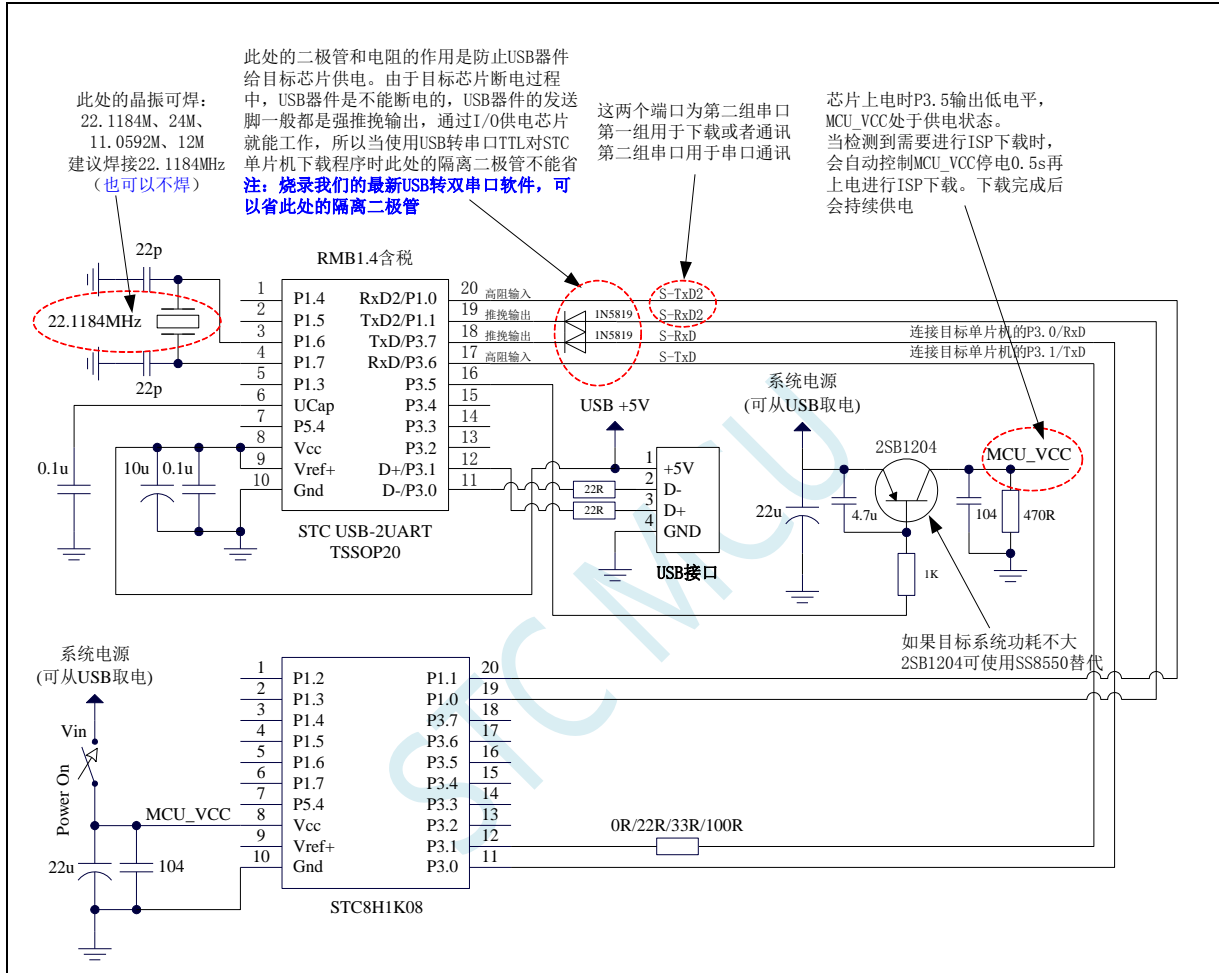 此处的晶振可焊:
22.1184M、24M、
11.0592M、12M
建议焊接22.1184MHz
(也可以不焊)
此处的二极管和电阻的作用是防止USB器件
给目标芯片供电。由于目标芯片断电过程
中，USB器件是不能断电的，USB器件的发送
脚一般都是强推挽输出，通过I/O供电芯片
就能工作，所以当使用USB转串口TTL对STC
单片机下载程序时此处的隔离二极管不能省
注：烧录我们的最新USB转双串口软件，可
以省此处的隔离二极管
这两个端口为第二组串口
第一组用于下载或者通讯
第二组串口用于串口通讯
芯片上电时P3.5输出低电平，
MCU_VCC处于供电状态。
当检测到需要进行ISP下载时，
会自动控制MCU_VCC停电0.5s再
上电进行ISP下载。下载完成后
会持续供电
22p
22.1184MHz
22p
RMB1.4含税
1 P1.4 RxD2/P1.0 20 高阻输入 S-TxD2
2 P1.5 TxD2/P1.1 19 推挽输出 1N5819 S-RxD2
3 P1.6 TxD/P3.7 18 推挽输出 1N5819 S-RxD 连接目标单片机的P3.0/RxD
4 P1.7 RxD/P3.6 17 高阻输入 S-TxD 连接目标单片机的P3.1/TxD
5 P1.3 P3.5 16
6 UCap P3.4 15
7 P5.4 P3.3 14
8 Vcc P3.2 13
9 Vref+ D+/P3.1 12
10 Gnd D-/P3.0 11
STC USB-2UART
TSSOP20
0.1u
10u
0.1u
USB +5V
22R
22R
1 +5V
2 D-
3 D+
4 GND
USB接口
系统电源
(可从USB取电)
22u
4.7u
2SB1204
1K
104
470R
MCU_VCC
如果目标系统功耗不大
2SB1204可使用SS8550替代
系统电源
(可从USB取电)
Vin
Power On
MCU_VCC
22u
104
1 P1.2 P1.1 20
2 P1.3 P1.0 19
3 P1.4 P3.7 18
4 P1.5 P3.6 17
5 P1.6 P3.5 16
6 P1.7 P3.4 15
7 P5.4 P3.3 14
8 Vcc P3.2 13
9 Vref+ P3.1 12
10 Gnd P3.0 11
STC8H1K08
0R/22R/33R/100R
STC MCU